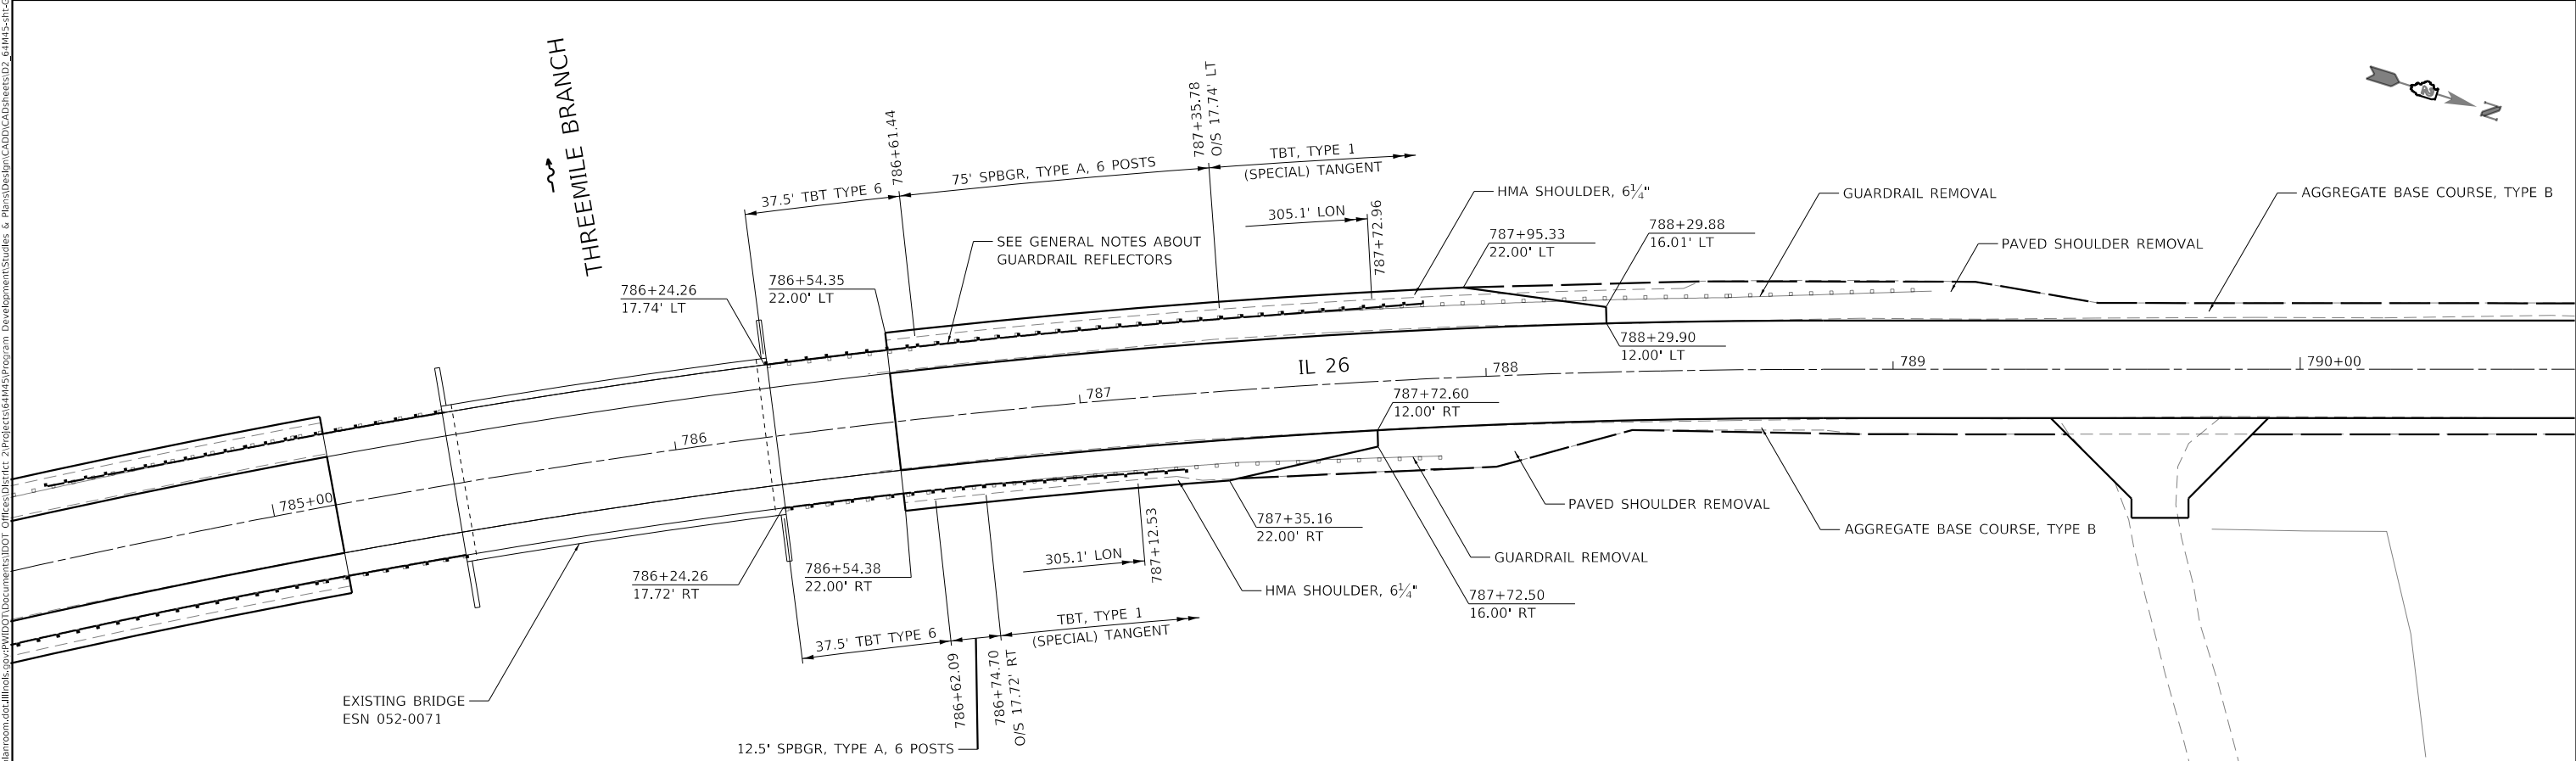 THREEMILE BRANCH
786+61.44
787+35.78
O/S 17.74' LT
37.5' TBT TYPE 6
75' SPBGR, TYPE A, 6 POSTS
TBT, TYPE 1
(SPECIAL) TANGENT
305.1' LON
787+72.96
HMA SHOULDER, 6¼"
GUARDRAIL REMOVAL
AGGREGATE BASE COURSE, TYPE B
N
SEE GENERAL NOTES ABOUT
GUARDRAIL REFLECTORS
787+95.33
22.00' LT
788+29.88
16.01' LT
PAVED SHOULDER REMOVAL
786+24.26
17.74' LT
786+54.35
22.00' LT
788+29.90
12.00' LT
IL 26
785+00
786
787
788
789
790+00
787+72.60
12.00' RT
786+24.26
17.72' RT
786+54.38
22.00' RT
305.1' LON
787+12.53
787+35.16
22.00' RT
PAVED SHOULDER REMOVAL
AGGREGATE BASE COURSE, TYPE B
GUARDRAIL REMOVAL
HMA SHOULDER, 6¼"
787+72.50
16.00' RT
37.5' TBT TYPE 6
TBT, TYPE 1
(SPECIAL) TANGENT
786+62.09
786+74.70
O/S 17.72' RT
EXISTING BRIDGE
ESN 052-0071
12.5' SPBGR, TYPE A, 6 POSTS